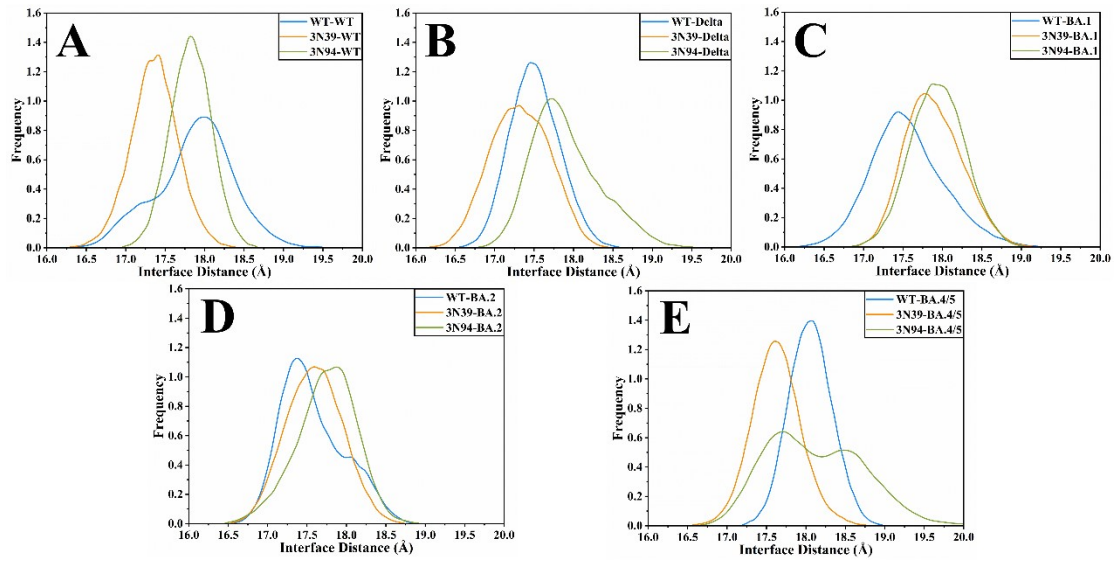 A
WT-WT
3N39-WT
3N94-WT
Frequency
1.6
1.4
1.2
1.0
0.8
0.6
0.4
0.2
0.0
16.0 16.5 17.0 17.5 18.0 18.5 19.0 19.5 20.0
Interface Distance (Å)
B
WT-Delta
3N39-Delta
3N94-Delta
Frequency
1.6
1.4
1.2
1.0
0.8
0.6
0.4
0.2
0.0
16.0 16.5 17.0 17.5 18.0 18.5 19.0 19.5 20.0
Interface Distance (Å)
C
WT-BA.1
3N39-BA.1
3N94-BA.1
Frequency
1.6
1.4
1.2
1.0
0.8
0.6
0.4
0.2
0.0
16.0 16.5 17.0 17.5 18.0 18.5 19.0 19.5 20.0
Interface Distance (Å)
D
WT-BA.2
3N39-BA.2
3N94-BA.2
Frequency
1.6
1.4
1.2
1.0
0.8
0.6
0.4
0.2
0.0
16.0 16.5 17.0 17.5 18.0 18.5 19.0 19.5 20.0
Interface Distance (Å)
E
WT-BA.4/5
3N39-BA.4/5
3N94-BA.4/5
Frequency
1.6
1.4
1.2
1.0
0.8
0.6
0.4
0.2
0.0
16.0 16.5 17.0 17.5 18.0 18.5 19.0 19.5 20.0
Interface Distance (Å)